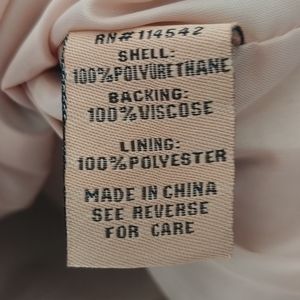 RN# 114542
SHELL:
100%POLYURETHANE
BACKING:
100%VISCOSE
LINING:
100%POLYESTER
MADE IN CHINA
SEE REVERSE
FOR CARE